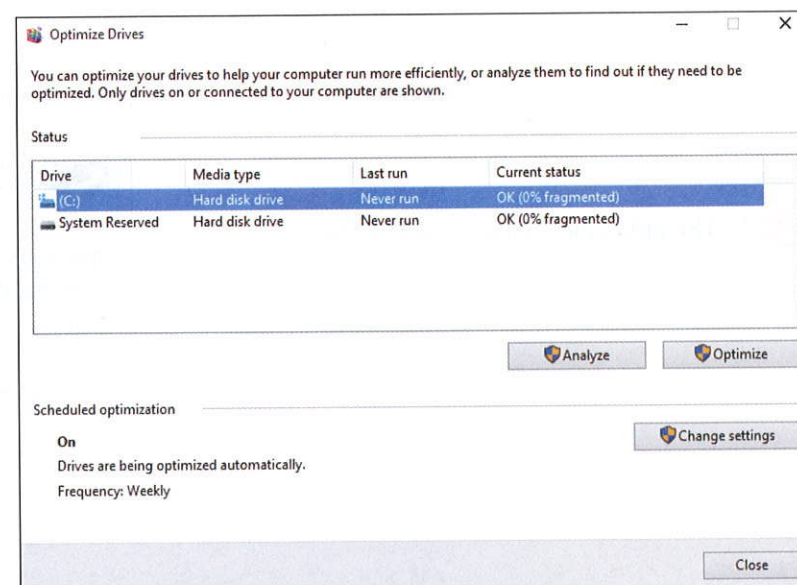 Optimize Drives
You can optimize your drives to help your computer run more efficiently, or analyze them to find out if they need to be
optimized. Only drives on or connected to your computer are shown.
Status
Drive Media type Last run Current status
(C:) Hard disk drive Never run OK (0% fragmented)
System Reserved Hard disk drive Never run OK (0% fragmented)
Analyze Optimize
Scheduled optimization
On
Change settings
Drives are being optimized automatically.
Frequency: Weekly
Close